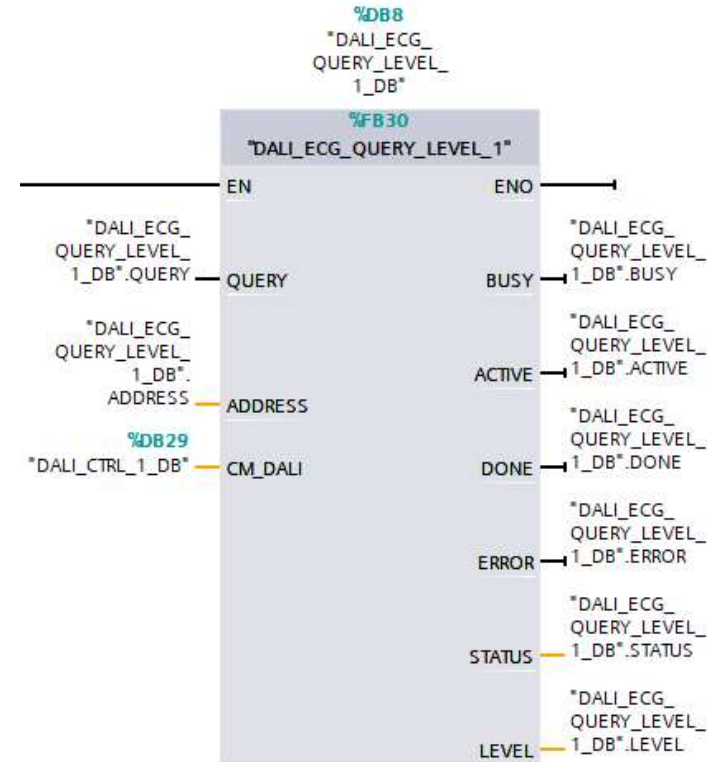 %DB8
"DALI_ECG_
QUERY_LEVEL_
1_DB"
%FB30
"DALI_ECG_QUERY_LEVEL_1"
EN
ENO
"DALI_ECG_
QUERY_LEVEL_
1_DB".QUERY
QUERY
"DALI_ECG_
QUERY_LEVEL_
1_DB".BUSY
BUSY
"DALI_ECG_
QUERY_LEVEL_
1_DB".
ADDRESS
ADDRESS
"DALI_ECG_
QUERY_LEVEL_
1_DB".ACTIVE
ACTIVE
%DB29
"DALI_CTRL_1_DB"
CM_DALI
"DALI_ECG_
QUERY_LEVEL_
1_DB".DONE
DONE
"DALI_ECG_
QUERY_LEVEL_
1_DB".ERROR
ERROR
"DALI_ECG_
QUERY_LEVEL_
1_DB".STATUS
STATUS
"DALI_ECG_
QUERY_LEVEL_
1_DB".LEVEL
LEVEL